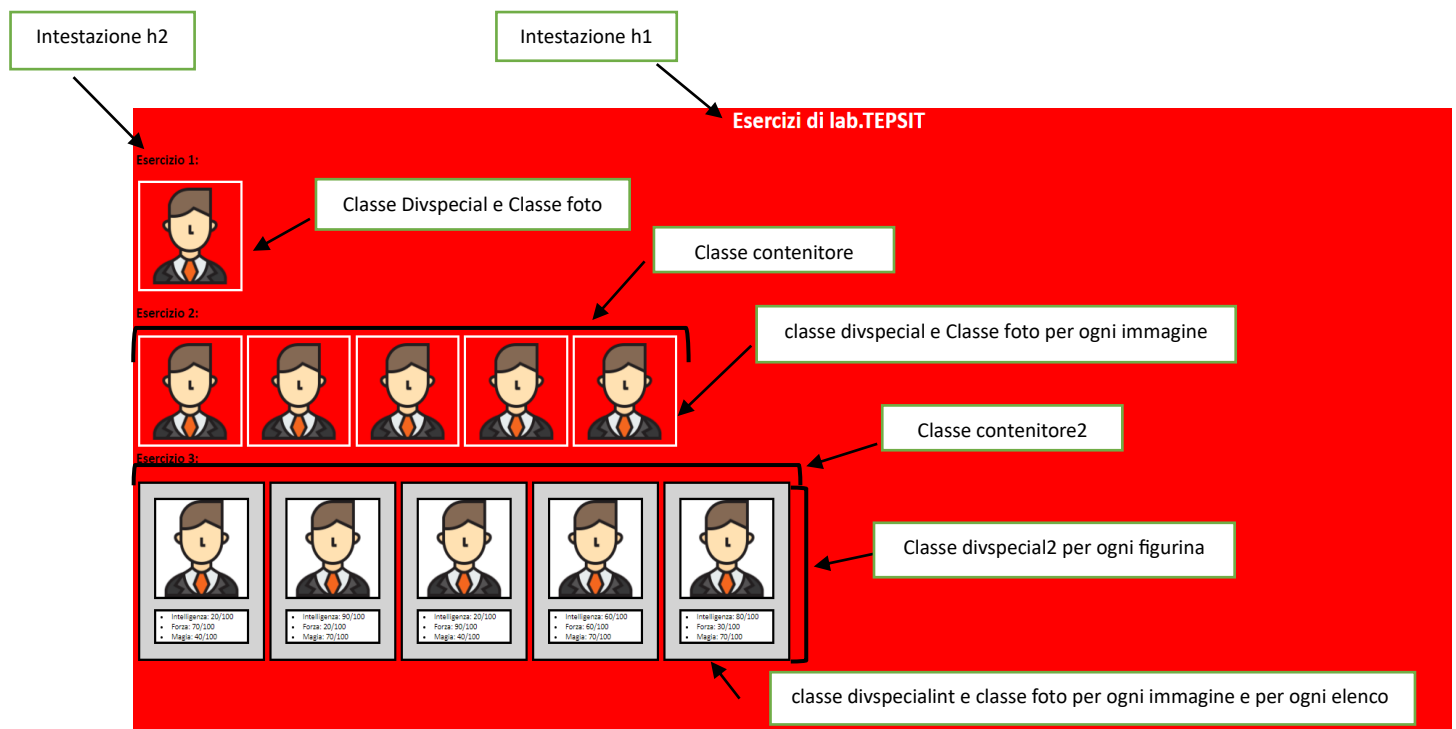 Intestazione h2
Intestazione h1
Esercizi di lab.TEPSIT
Esercizio 1:
Classe Divspecial e Classe foto
Classe contenitore
Esercizio 2:
classe divspecial e Classe foto per ogni immagine
Classe contenitore2
Esercizio 3:
Classe divspecial2 per ogni figurina
• Intelligenza: 20/100
• Forza: 70/100
• Magia: 40/100
• Intelligenza: 90/100
• Forza: 20/100
• Magia: 70/100
• Intelligenza: 20/100
• Forza: 90/100
• Magia: 40/100
• Intelligenza: 60/100
• Forza: 60/100
• Magia: 70/100
• Intelligenza: 80/100
• Forza: 30/100
• Magia: 70/100
classe divspecialint e classe foto per ogni immagine e per ogni elenco